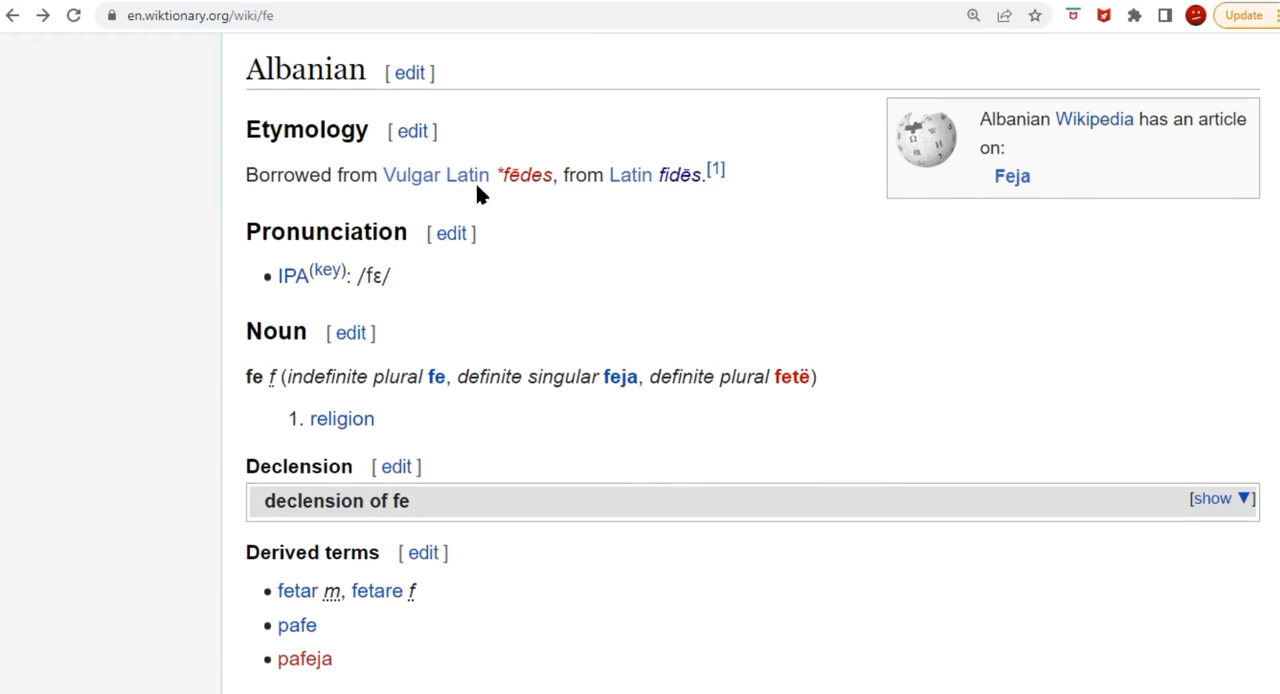 en.wiktionary.org/wiki/fe
Update
Albanian [ edit ]
Etymology [ edit ]
Borrowed from Vulgar Latin *fēdes, from Latin fidēs.[1]
Albanian Wikipedia has an article
on:
Feja
Pronunciation [ edit ]
• IPA(key): /fɛ/
Noun [ edit ]
fe f (indefinite plural fe, definite singular feja, definite plural fetë)
1. religion
Declension [ edit ]
declension of fe [show ▼]
Derived terms [ edit ]
• fetar m, fetare f
• pafe
• pafeja